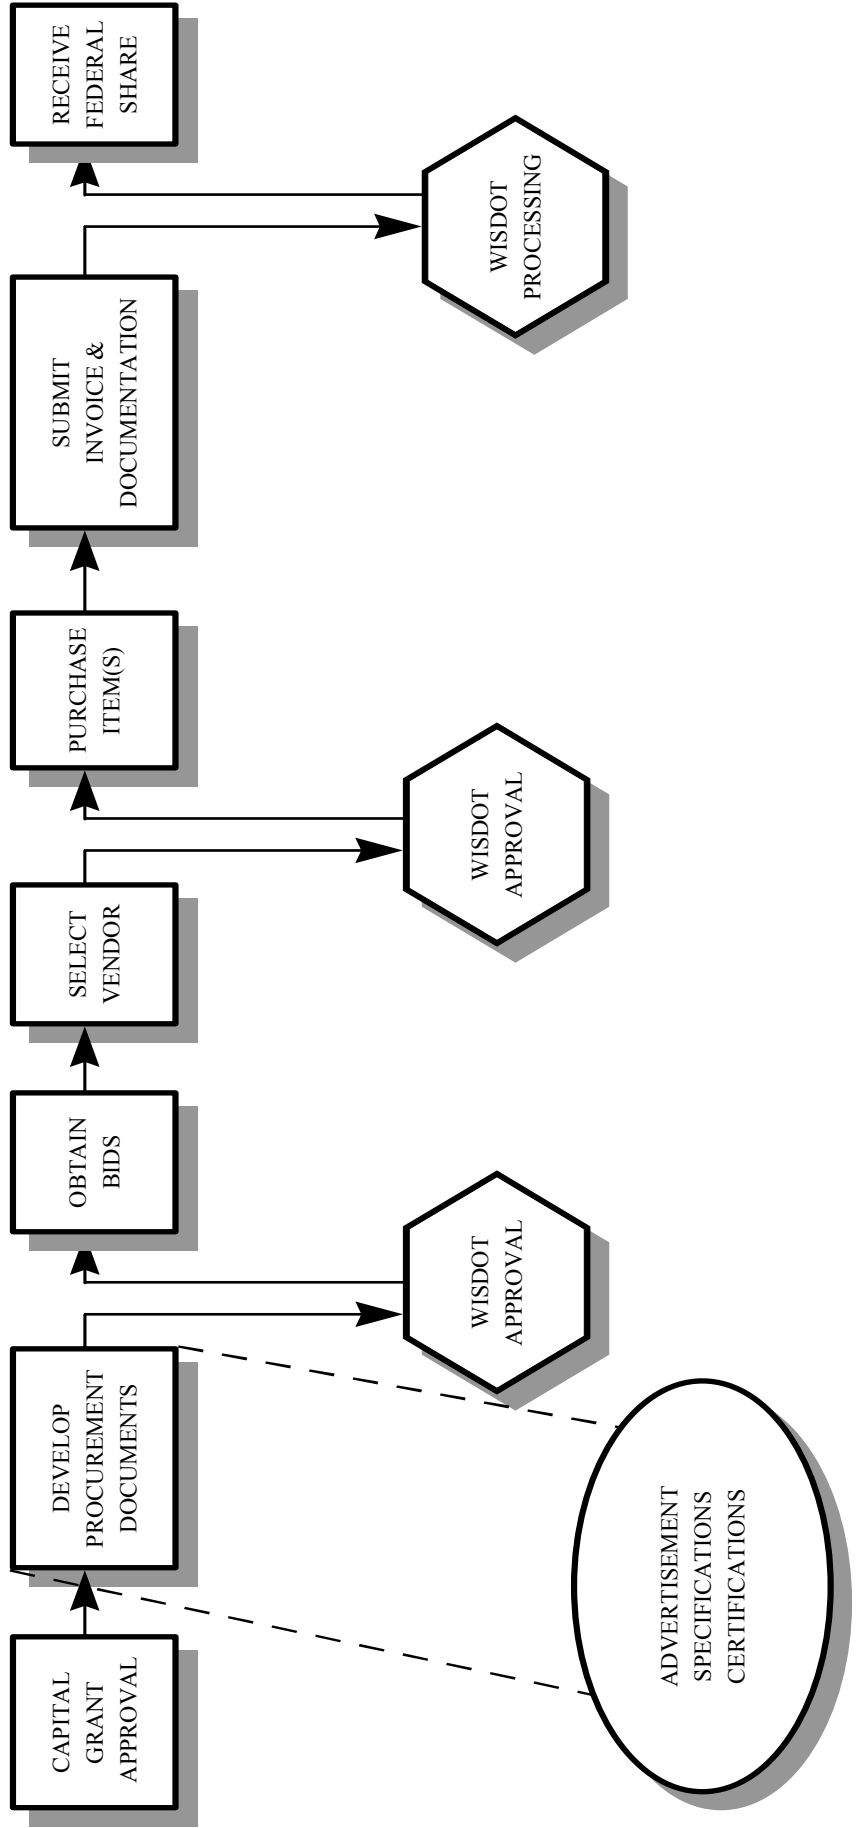 CAPITAL
GRANT
APPROVAL
DEVELOP
PROCUREMENT
DOCUMENTS
OBTAIN
BIDS
SELECT
VENDOR
PURCHASE
ITEM(S)
SUBMIT
INVOICE &
DOCUMENTATION
RECEIVE
FEDERAL
SHARE
WISDOT
APPROVAL
WISDOT
APPROVAL
WISDOT
PROCESSING
ADVERTISEMENT
SPECIFICATIONS
CERTIFICATIONS